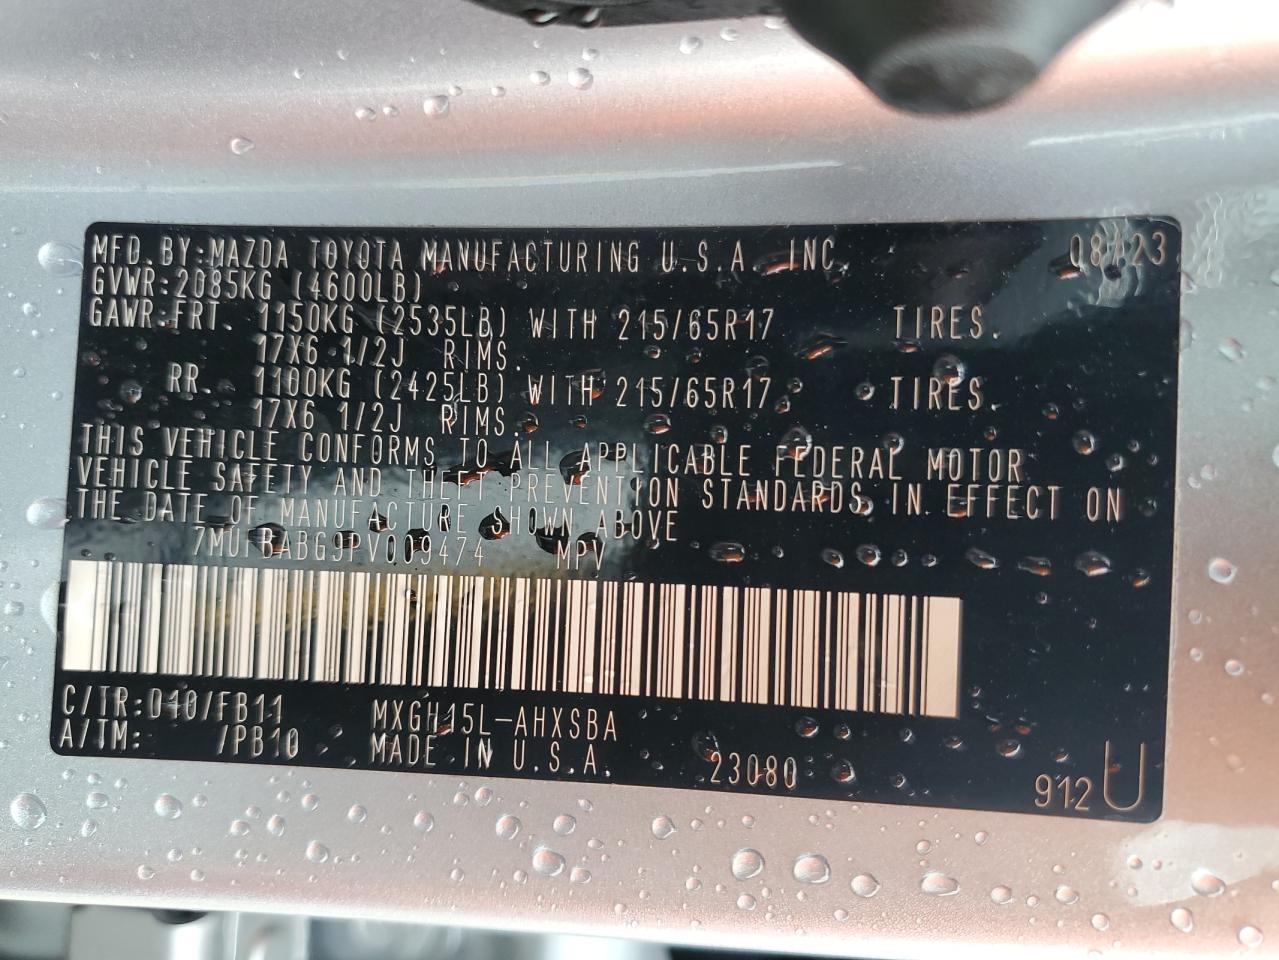 MFD. BY: MAZDA TOYOTA MANUFACTURING U.S.A. INC. 08/23
GVWR: 2085KG (4600LB)
GAWR FRT. 1150KG (2535LB) WITH 215/65R17 TIRES.
17X6 1/2J RIMS.
RR. 1100KG (2425LB) WITH 215/65R17 TIRES.
17X6 1/2J RIMS.
THIS VEHICLE CONFORMS TO ALL APPLICABLE FEDERAL MOTOR
VEHICLE SAFETY AND THEFT PREVENTION STANDARDS IN EFFECT ON
THE DATE OF MANUFACTURE SHOWN ABOVE
7MUFBABG9PV009474 MPV
C/TR: 040/FB11 MXGH15L-AHXSBA
A/TM: /PB10 MADE IN U.S.A. 23080
912 U